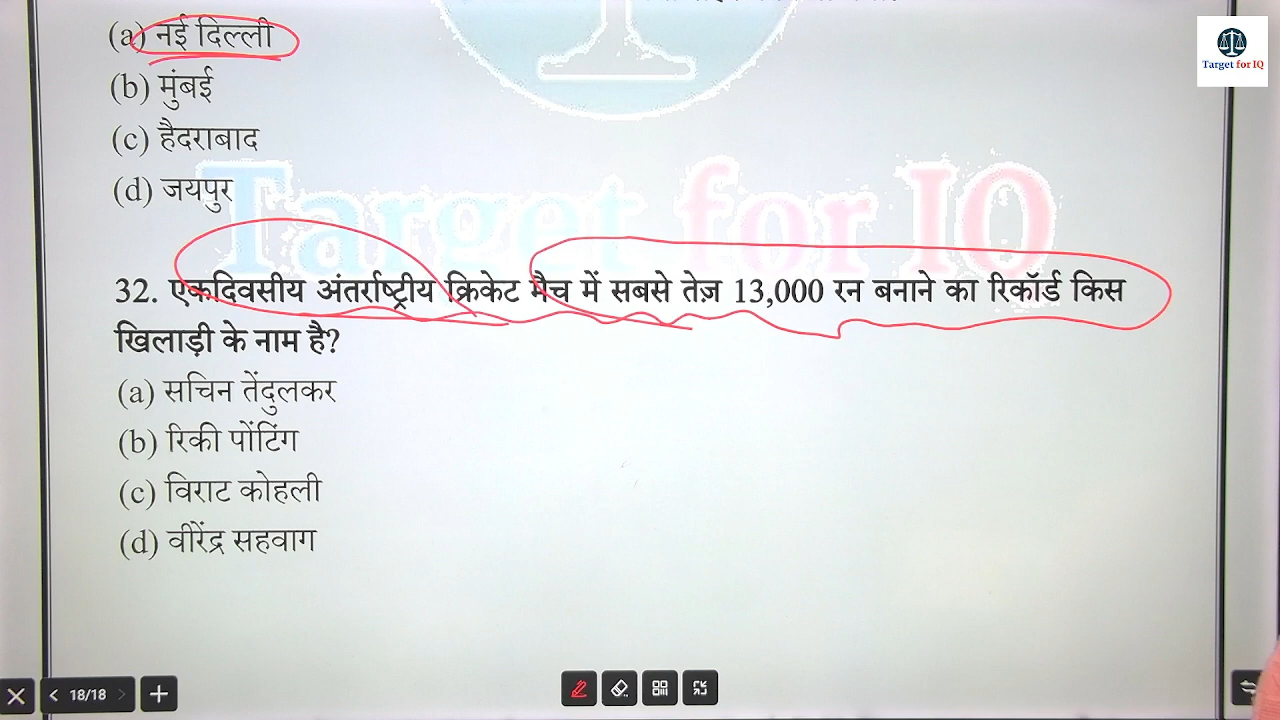 (a) नई दिल्ली
(b) मुंबई
(c) हैदराबाद
(d) जयपुर
Target for IQ
Target for IQ
32. एकदिवसीय अंतर्राष्ट्रीय क्रिकेट मैच में सबसे तेज़ 13,000 रन बनाने का रिकॉर्ड किस
खिलाड़ी के नाम है?
(a) सचिन तेंदुलकर
(b) रिकी पोंटिंग
(c) विराट कोहली
(d) वीरेंद्र सहवाग
18/18